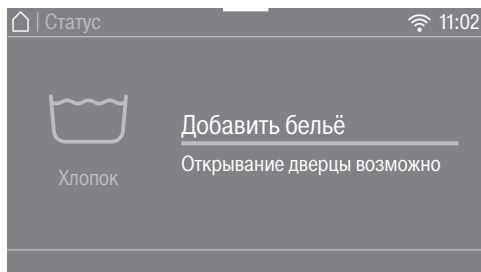 | Статус 11:02
Добавить бельё
Открывание дверцы возможно
Хлопок